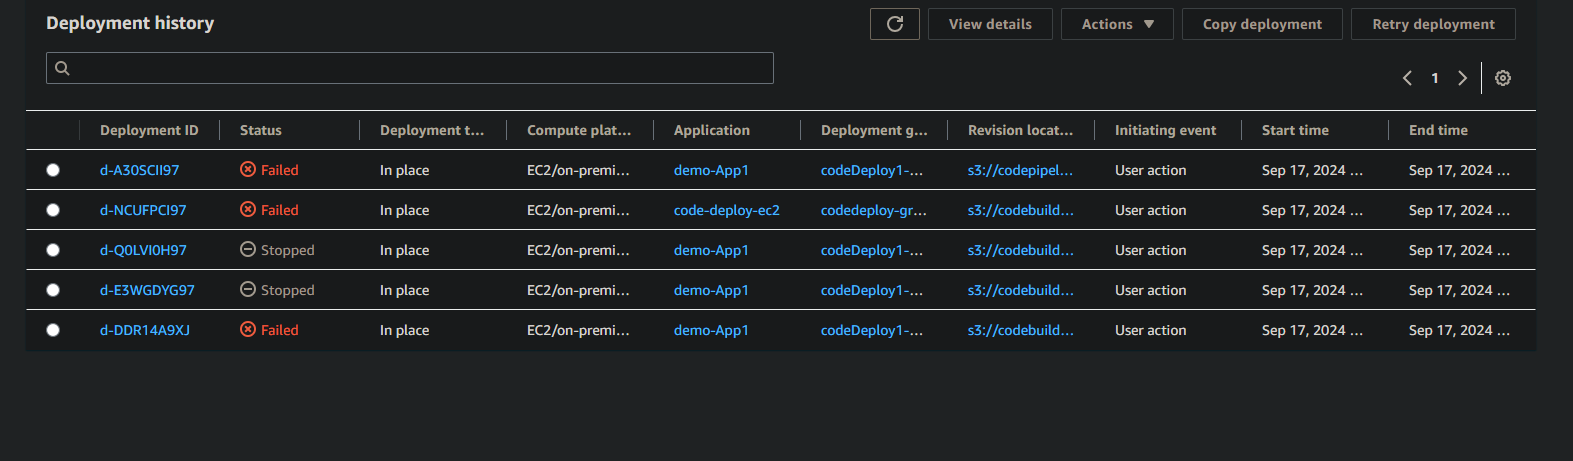 Deployment history
View details Actions Copy deployment Retry deployment
1
Deployment ID Status Deployment t... Compute plat... Application Deployment g... Revision locat... Initiating event Start time End time
d-A30SCII97 Failed In place EC2/on-premi... demo-App1 codeDeploy1-... s3://codepipel... User action Sep 17, 2024 ... Sep 17, 2024 ...
d-NCUFPCI97 Failed In place EC2/on-premi... code-deploy-ec2 codedeploy-gr... s3://codebuild... User action Sep 17, 2024 ... Sep 17, 2024 ...
d-Q0LVI0H97 Stopped In place EC2/on-premi... demo-App1 codeDeploy1-... s3://codebuild... User action Sep 17, 2024 ... Sep 17, 2024 ...
d-E3WGDYG97 Stopped In place EC2/on-premi... demo-App1 codeDeploy1-... s3://codebuild... User action Sep 17, 2024 ... Sep 17, 2024 ...
d-DDR14A9XJ Failed In place EC2/on-premi... demo-App1 codeDeploy1-... s3://codebuild... User action Sep 17, 2024 ... Sep 17, 2024 ...